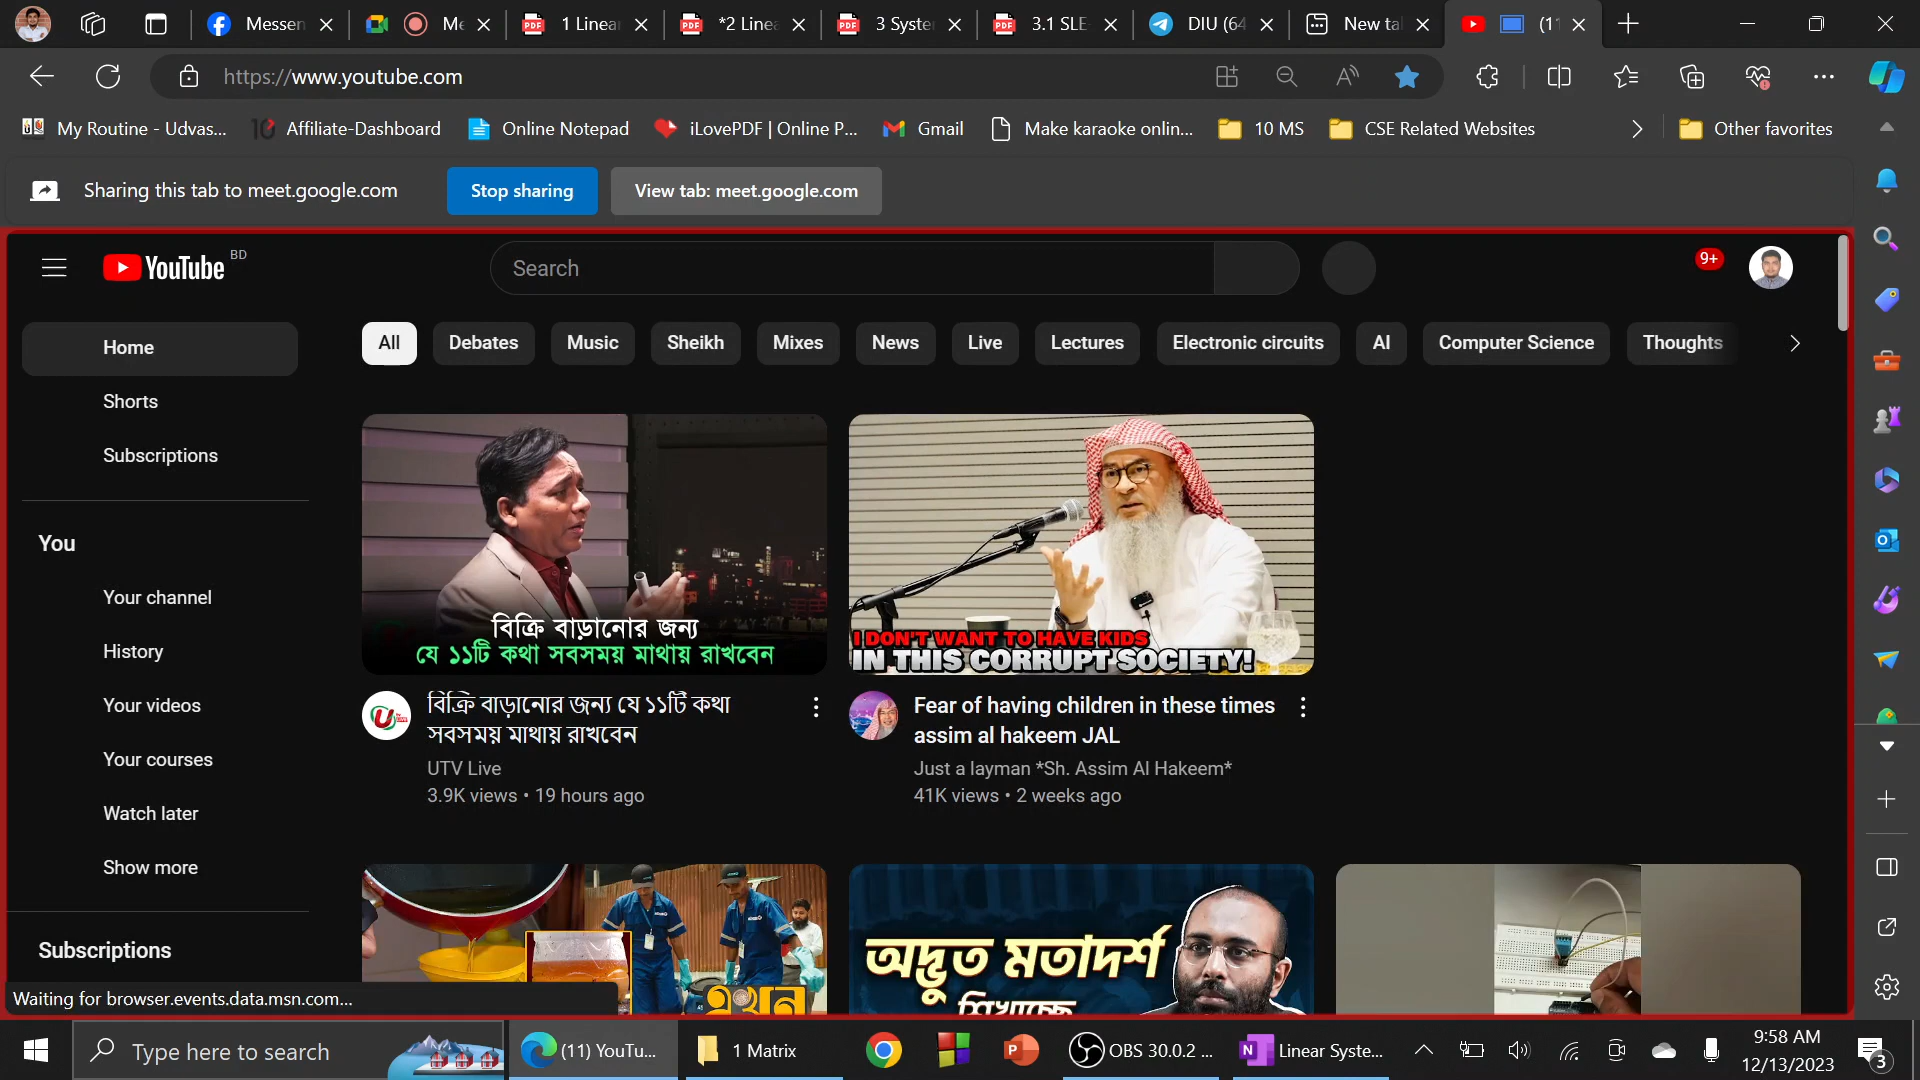 Messen
Me
1 Linear
*2 Linea
3 Syste
3.1 SLE
DIU (64
New tab
(11
https://www.youtube.com
My Routine - Udvas...
Affiliate-Dashboard
Online Notepad
iLovePDF | Online P...
Gmail
Make karaoke onlin...
10 MS
CSE Related Websites
Other favorites
Sharing this tab to meet.google.com
Stop sharing
View tab: meet.google.com
YouTube BD
Search
9+
Home
Shorts
Subscriptions
You
Your channel
History
Your videos
Your courses
Watch later
Show more
Subscriptions
All
Debates
Music
Sheikh
Mixes
News
Live
Lectures
Electronic circuits
AI
Computer Science
Thoughts
বিক্রি বাড়ানোর জন্য
যে ১১টি কথা সবসময় মাথায় রাখবেন
বিক্রি বাড়ানোর জন্য যে ১১টি কথা
সবসময় মাথায় রাখবেন
UTV Live
3.9K views • 19 hours ago
I DON'T WANT TO HAVE KIDS
IN THIS CORRUPT SOCIETY!
Fear of having children in these times
assim al hakeem JAL
Just a layman *Sh. Assim Al Hakeem*
41K views • 2 weeks ago
এখন
অদ্ভুত মতাদর্শ
শিখাচ্ছে
Waiting for browser.events.data.msn.com...
Type here to search
(11) YouTu...
1 Matrix
OBS 30.0.2 ...
Linear Syste...
9:58 AM
12/13/2023
3